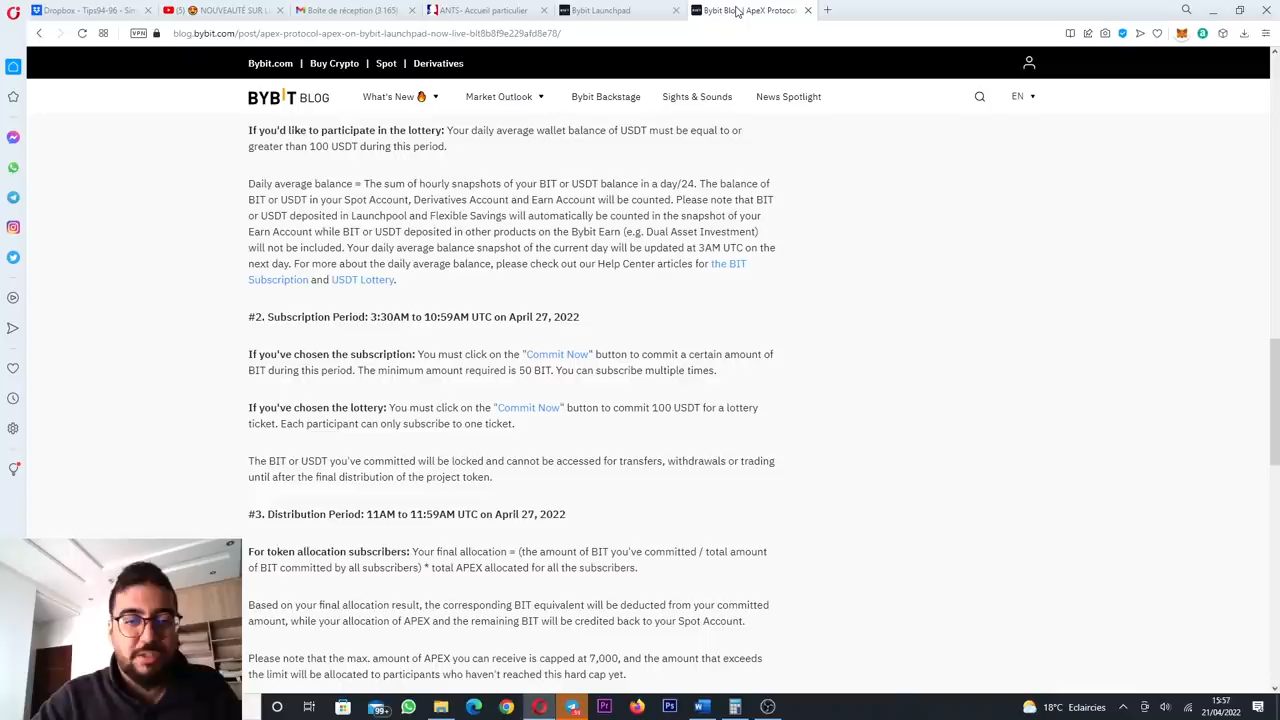 Dropbox - Tips94-96 - Sim
(5) 🤩 NOUVEAUTÉ SUR L
Boîte de réception (3 165)
ANTS - Accueil particulier
Bybit Launchpad
Bybit Blog | ApeX Protoco
VPN
blog.bybit.com/post/apex-protocol-apex-on-bybit-launchpad-now-live-bit8b8f9e229afd8e78/
Bybit.com | Buy Crypto | Spot | Derivatives
BYBIT BLOG
What's New 🔥
Market Outlook
Bybit Backstage
Sights & Sounds
News Spotlight
EN
If you'd like to participate in the lottery: Your daily average wallet balance of USDT must be equal to or
greater than 100 USDT during this period.
Daily average balance = The sum of hourly snapshots of your BIT or USDT balance in a day/24. The balance of
BIT or USDT in your Spot Account, Derivatives Account and Earn Account will be counted. Please note that BIT
or USDT deposited in Launchpool and Flexible Savings will automatically be counted in the snapshot of your
Earn Account while BIT or USDT deposited in other products on the Bybit Earn (e.g. Dual Asset Investment)
will not be included. Your daily average balance snapshot of the current day will be updated at 3AM UTC on the
next day. For more about the daily average balance, please check out our Help Center articles for the BIT
Subscription and USDT Lottery.
#2. Subscription Period: 3:30AM to 10:59AM UTC on April 27, 2022
If you've chosen the subscription: You must click on the "Commit Now" button to commit a certain amount of
BIT during this period. The minimum amount required is 50 BIT. You can subscribe multiple times.
If you've chosen the lottery: You must click on the "Commit Now" button to commit 100 USDT for a lottery
ticket. Each participant can only subscribe to one ticket.
The BIT or USDT you've committed will be locked and cannot be accessed for transfers, withdrawals or trading
until after the final distribution of the project token.
#3. Distribution Period: 11AM to 11:59AM UTC on April 27, 2022
For token allocation subscribers: Your final allocation = (the amount of BIT you've committed / total amount
of BIT committed by all subscribers) * total APEX allocated for all the subscribers.
Based on your final allocation result, the corresponding BIT equivalent will be deducted from your committed
amount, while your allocation of APEX and the remaining BIT will be credited back to your Spot Account.
Please note that the max. amount of APEX you can receive is capped at 7,000, and the amount that exceeds
the limit will be allocated to participants who haven't reached this hard cap yet.
99+
18°C Eclaircies
15:57
21/04/2022